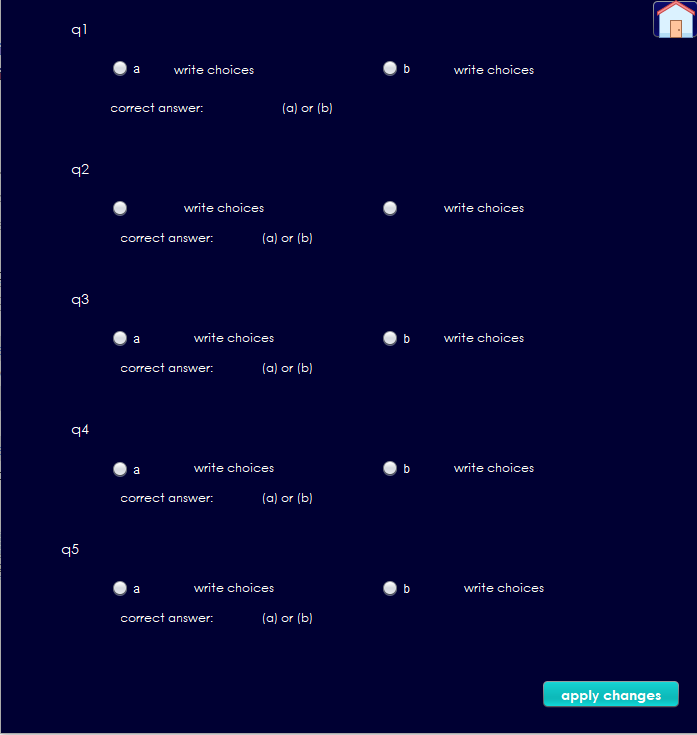 q1
a write choices b write choices
correct answer: (a) or (b)
q2
write choices write choices
correct answer: (a) or (b)
q3
a write choices b write choices
correct answer: (a) or (b)
q4
a write choices b write choices
correct answer: (a) or (b)
q5
a write choices b write choices
correct answer: (a) or (b)
apply changes